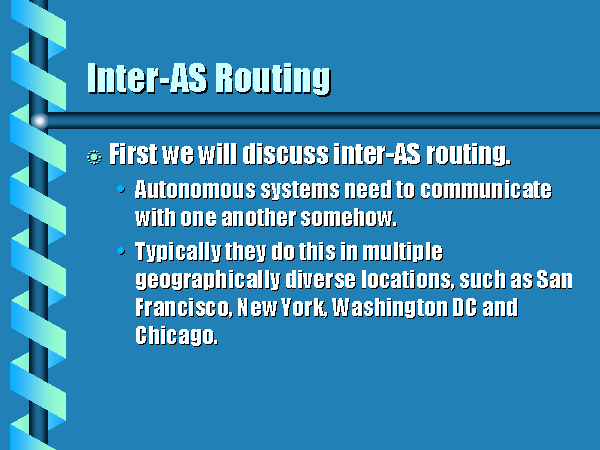 Inter-AS Routing
First we will discuss inter-AS routing.
Autonomous systems need to communicate
with one another somehow.
Typically they do this in multiple
geographically diverse locations, such as San
Francisco, New York, Washington DC and
Chicago.